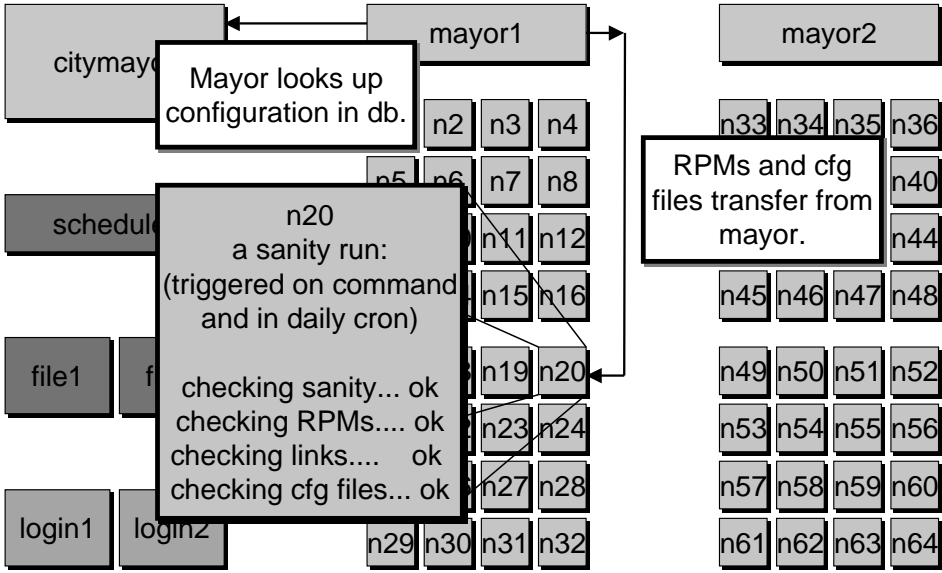 mayor1
mayor2
citymayo
Mayor looks up
configuration in db.
n2
n3
n4
n33
n34
n35
n36
RPMs and cfg
files transfer from
mayor.
n5
n6
n7
n8
n40
schedule
n11
n12
n44
n20
a sanity run:
(triggered on command
and in daily cron)
checking sanity... ok
checking RPMs.... ok
checking links.... ok
checking cfg files... ok
n15
n16
n45
n46
n47
n48
file1
f
n19
n20
n49
n50
n51
n52
n23
n24
n53
n54
n55
n56
n27
n28
n57
n58
n59
n60
login1
login2
n29
n30
n31
n32
n61
n62
n63
n64